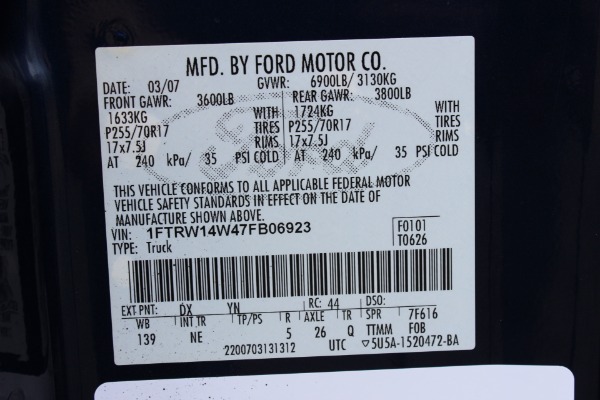 MFD. BY FORD MOTOR CO.
DATE: 03/07 GVWR: 6900LB/ 3130KG
FRONT GAWR: 3600LB REAR GAWR: 3800LB
1633KG WITH 1724KG WITH
P255/70R17 TIRES P255/70R17 TIRES
17x7.5J RIMS 17x7.5J RIMS
AT 240 kPa/ 35 PSI COLD AT 240 kPa/ 35 PSI COLD
Ford
THIS VEHICLE CONFORMS TO ALL APPLICABLE FEDERAL MOTOR
VEHICLE SAFETY STANDARDS IN EFFECT ON THE DATE OF
MANUFACTURE SHOWN ABOVE.
VIN: 1FTRW14W47FB06923 F0101
TYPE: Truck T0626
EXT PNT: DX YN RC: 44 DSO:
WB INT TR TP/PS R AXLE TR SPR 7F616
139 NE 5 26 Q TTMM FOB
2200703131312 UTC 5U5A-1520472-BA